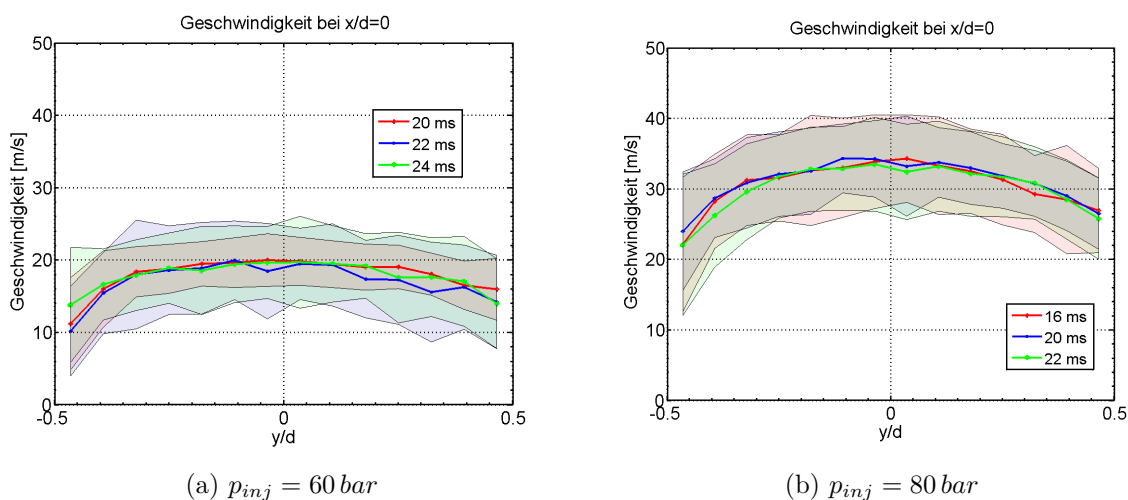 Geschwindigkeit bei x/d=0
Geschwindigkeit [m/s]
50
40
30
20
10
0
-0.5
0
0.5
y/d
20 ms
22 ms
24 ms
(a) p_inj = 60 bar
Geschwindigkeit bei x/d=0
Geschwindigkeit [m/s]
50
40
30
20
10
0
-0.5
0
0.5
y/d
16 ms
20 ms
22 ms
(b) p_inj = 80 bar